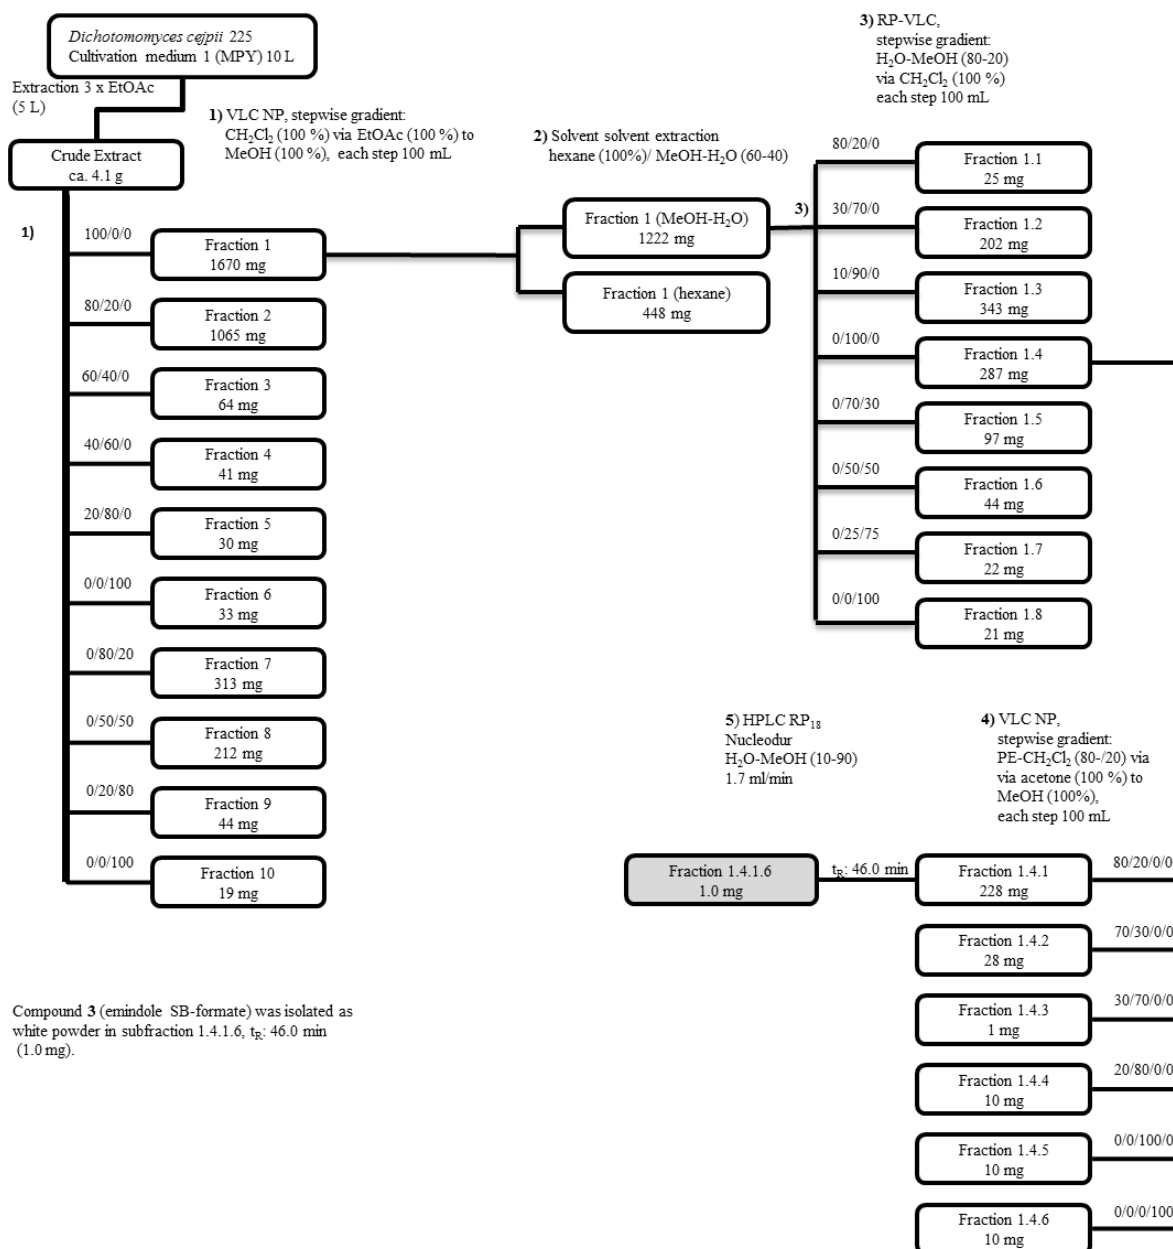 Dichotomomyces cejpii 225
Cultivation medium 1 (MPY) 10 L
Extraction 3 x EtOAc
(5 L)
Crude Extract
ca. 4.1 g
1) VLC NP, stepwise gradient:
CH2Cl2 (100 %) via EtOAc (100 %) to
MeOH (100 %), each step 100 mL
2) Solvent solvent extraction
hexane (100%)/ MeOH-H2O (60-40)
3) RP-VLC,
stepwise gradient:
H2O-MeOH (80-20)
via CH2Cl2 (100 %)
each step 100 mL
1)
100/0/0
Fraction 1
1670 mg
80/20/0
Fraction 2
1065 mg
60/40/0
Fraction 3
64 mg
40/60/0
Fraction 4
41 mg
20/80/0
Fraction 5
30 mg
0/0/100
Fraction 6
33 mg
0/80/20
Fraction 7
313 mg
0/50/50
Fraction 8
212 mg
0/20/80
Fraction 9
44 mg
0/0/100
Fraction 10
19 mg
Fraction 1 (MeOH-H2O)
1222 mg
Fraction 1 (hexane)
448 mg
3)
80/20/0
Fraction 1.1
25 mg
30/70/0
Fraction 1.2
202 mg
10/90/0
Fraction 1.3
343 mg
0/100/0
Fraction 1.4
287 mg
0/70/30
Fraction 1.5
97 mg
0/50/50
Fraction 1.6
44 mg
0/25/75
Fraction 1.7
22 mg
0/0/100
Fraction 1.8
21 mg
5) HPLC RP18
Nucleodur
H2O-MeOH (10-90)
1.7 ml/min
4) VLC NP,
stepwise gradient:
PE-CH2Cl2 (80-/20) via
via acetone (100 %) to
MeOH (100%),
each step 100 mL
Fraction 1.4.1.6
1.0 mg
tR: 46.0 min
Fraction 1.4.1
228 mg
80/20/0/0
Fraction 1.4.2
28 mg
70/30/0/0
Fraction 1.4.3
1 mg
30/70/0/0
Fraction 1.4.4
10 mg
20/80/0/0
Fraction 1.4.5
10 mg
0/0/100/0
Fraction 1.4.6
10 mg
0/0/0/100
Compound 3 (emindole SB-formate) was isolated as
white powder in subfraction 1.4.1.6, tR: 46.0 min
(1.0 mg).